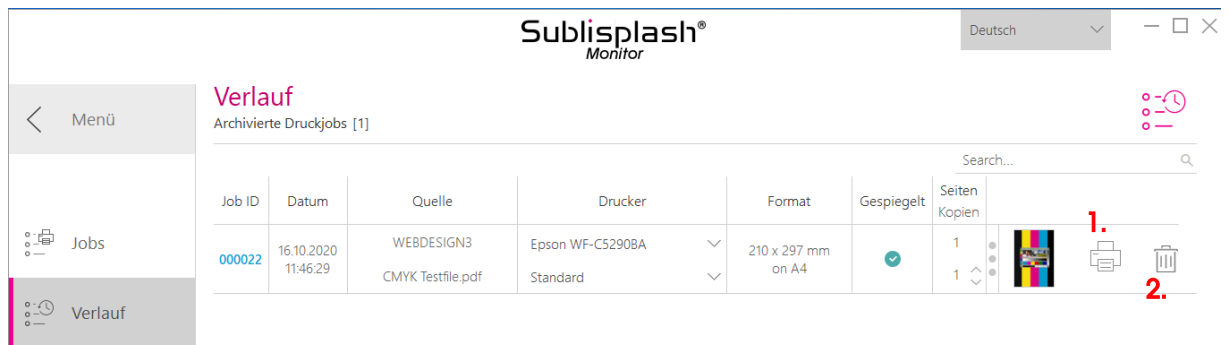 Sublisplash®
Monitor
Deutsch
Menü
Verlauf
Archivierte Druckjobs [1]
Search...
Job ID
Datum
Quelle
Drucker
Format
Gespiegelt
Seiten
Kopien
1.
Jobs
000022
16.10.2020
11:46:29
WEBDESIGN3
CMYK Testfile.pdf
Epson WF-C5290BA
Standard
210 x 297 mm
on A4
1
1
2.
Verlauf